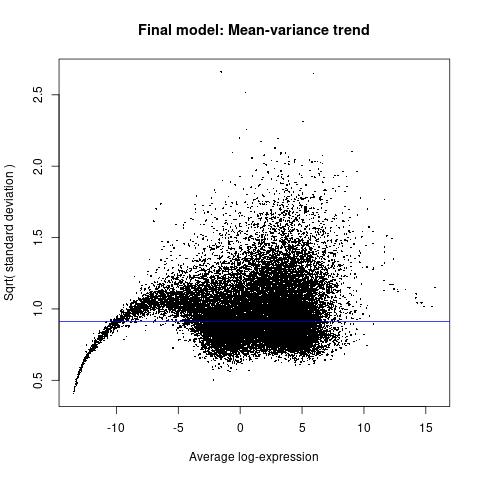 Final model: Mean-variance trend
Sqrt( standard deviation )
2.5
2.0
1.5
1.0
0.5
-10 -5 0 5 10 15
Average log-expression